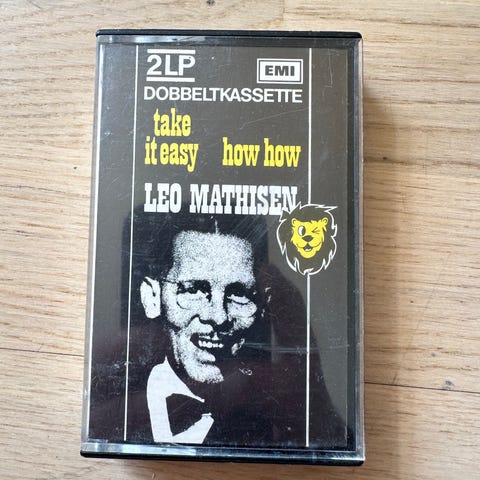 2LP
EMI
DOBBELTKASSETTE
take
it easy how how
LEO MATHISEN